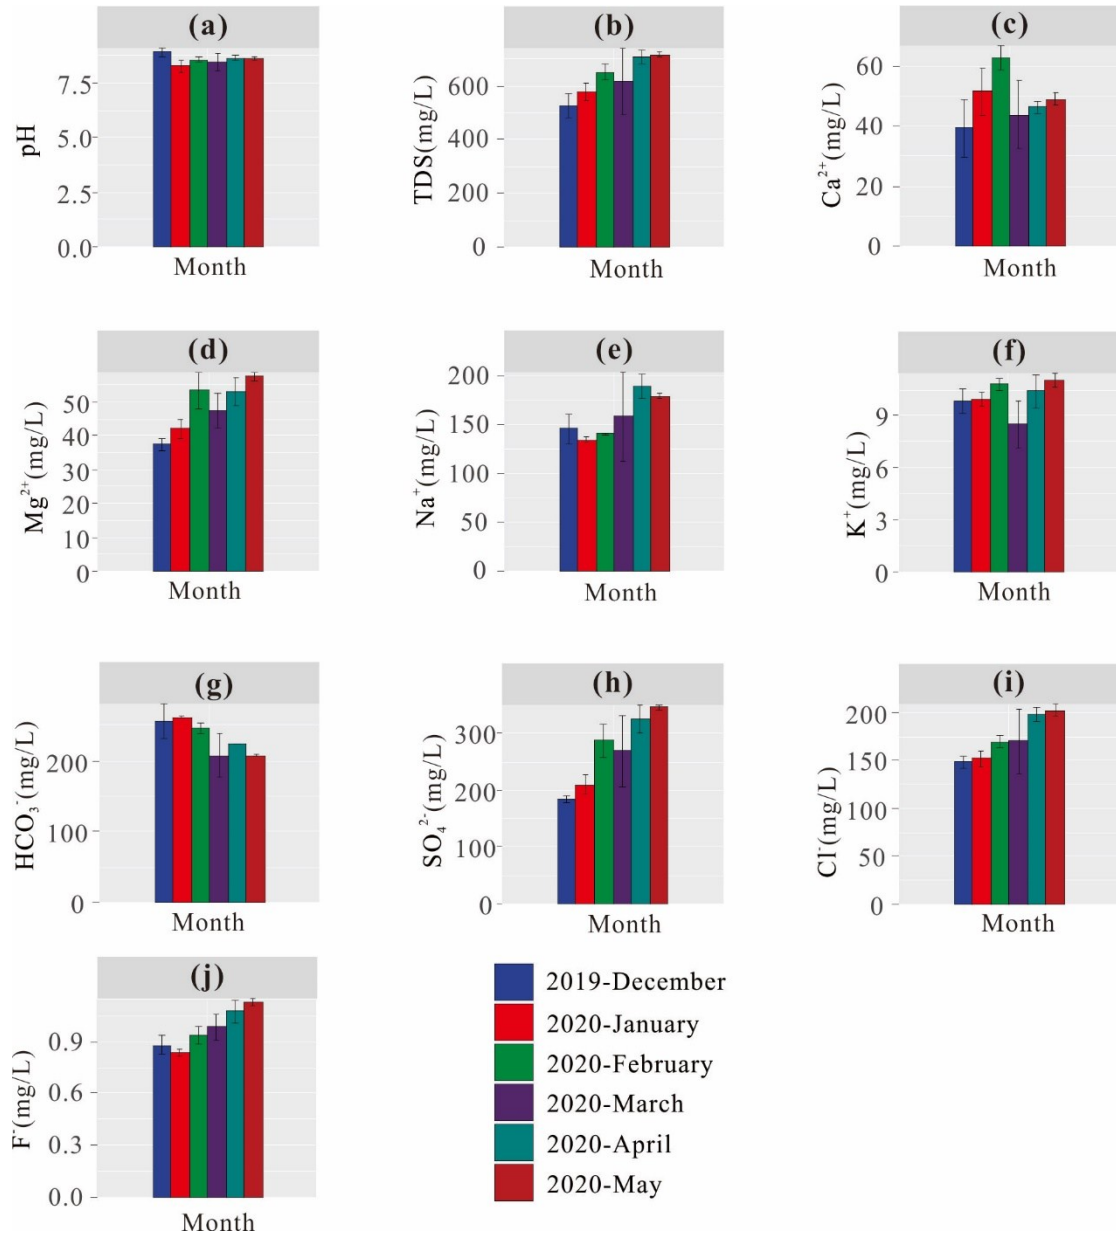 (a)
7.5
5.0
2.5
0.0
pH
Month
(b)
600
400
200
0
TDS(mg/L)
Month
(c)
60
40
20
0
Ca²⁺(mg/L)
Month
(d)
50
40
30
20
10
0
Mg²⁺(mg/L)
Month
(e)
200
150
100
50
0
Na⁺(mg/L)
Month
(f)
9
6
3
0
K⁺(mg/L)
Month
(g)
200
100
0
HCO₃⁻(mg/L)
Month
(h)
300
200
100
0
SO₄²⁻(mg/L)
Month
(i)
200
150
100
50
0
Cl⁻(mg/L)
Month
(j)
0.9
0.6
0.3
0.0
F⁻(mg/L)
Month
2019-December
2020-January
2020-February
2020-March
2020-April
2020-May